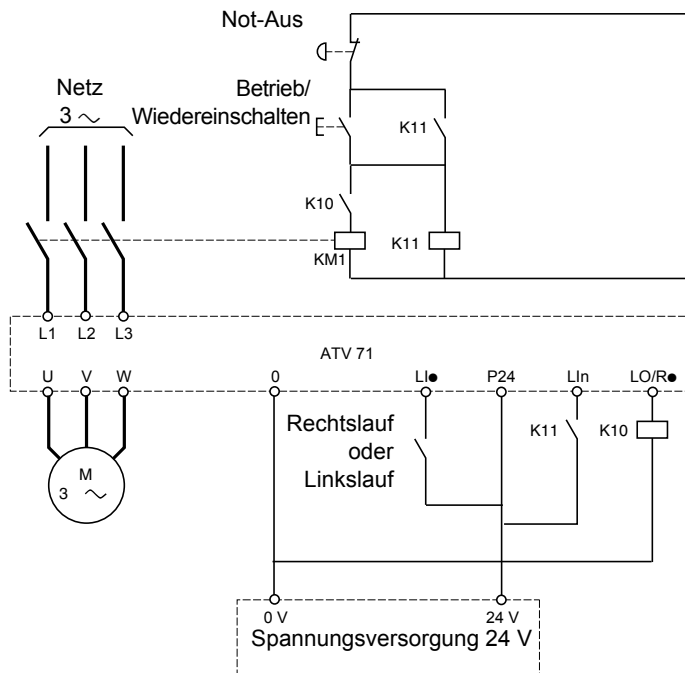 Not-Aus
Netz
3 ~
Betrieb/
Wiedereinschalten
K11
K10
KM1
K11
L1 L2 L3
ATV 71
U V W 0 LI● P24 LIn LO/R●
Rechtslauf
oder
Linkslauf
K11
K10
M
3 ~
0 V 24 V
Spannungsversorgung 24 V